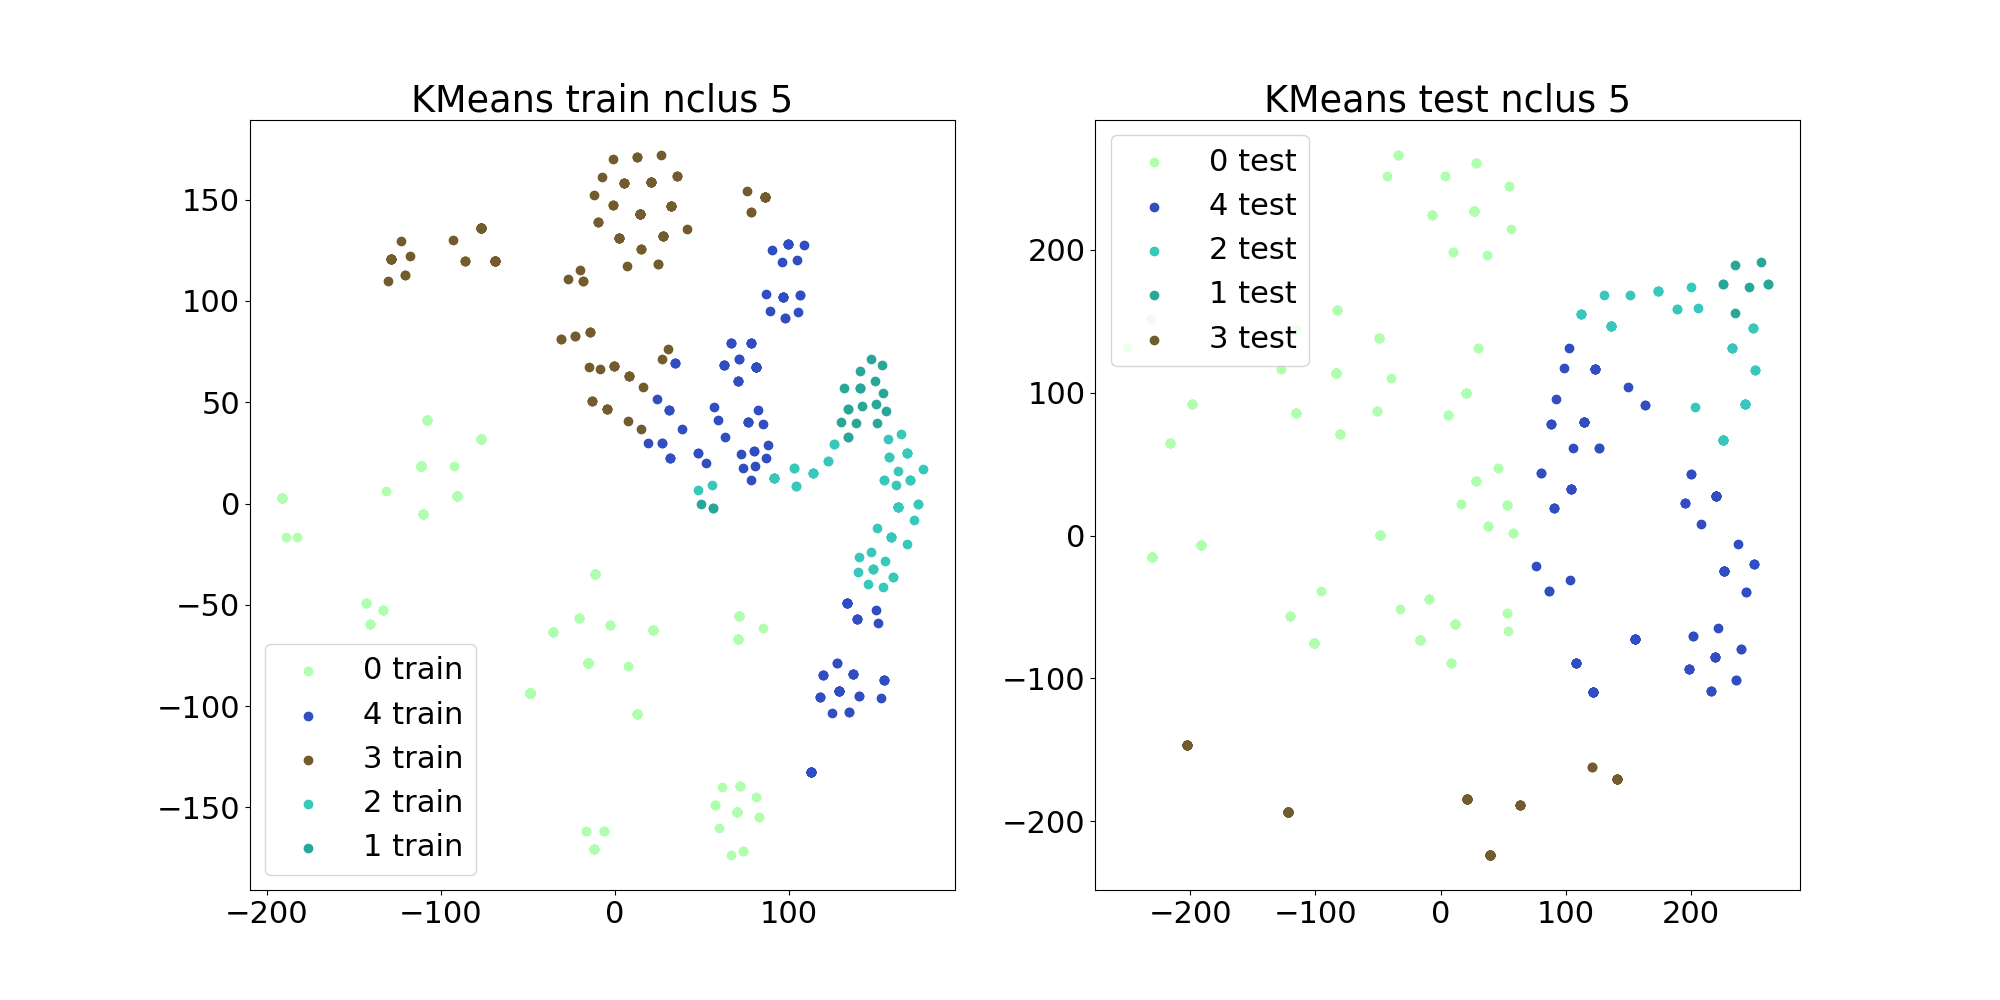 KMeans train nclus 5
150
100
50
0
−50
−100
−150
−200
−100
0
100
0 train
4 train
3 train
2 train
1 train
KMeans test nclus 5
200
100
0
−100
−200
−200
−100
0
100
200
0 test
4 test
2 test
1 test
3 test